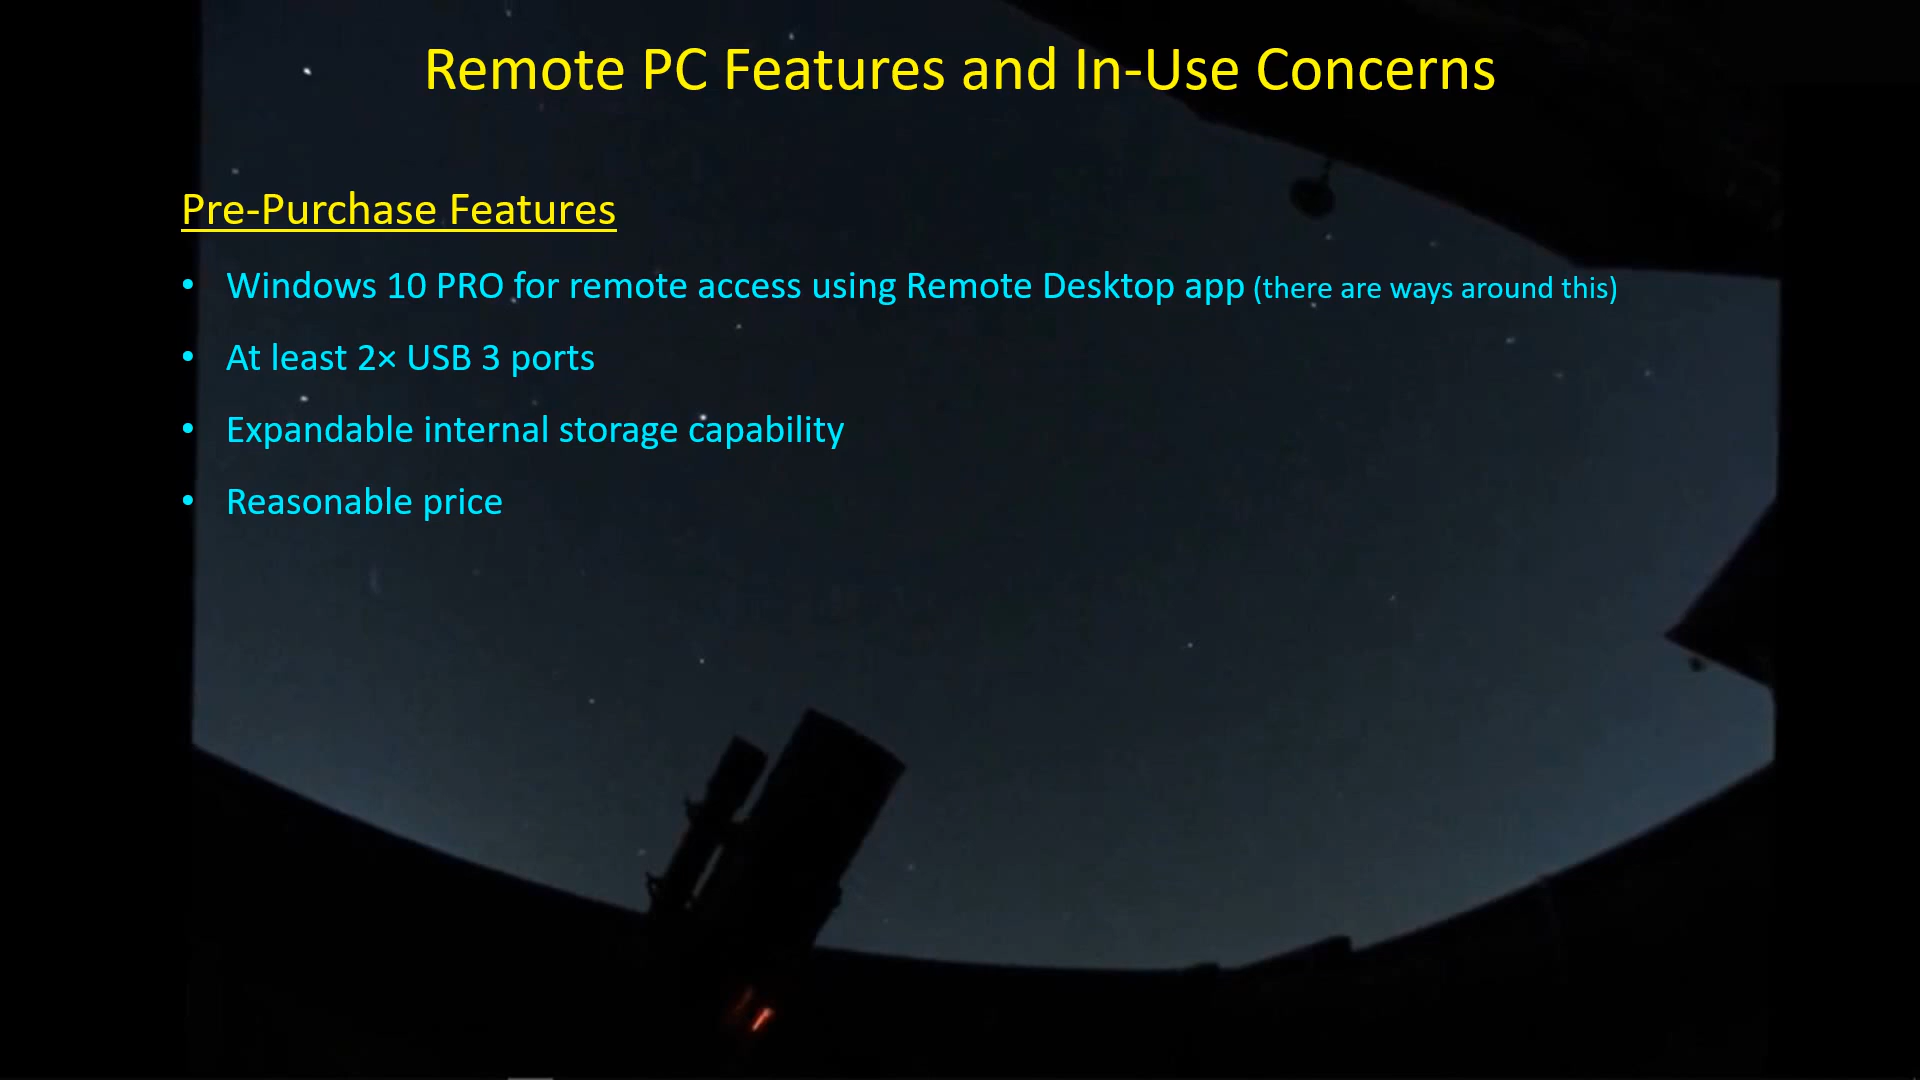 Remote PC Features and In-Use Concerns
Pre-Purchase Features
• Windows 10 PRO for remote access using Remote Desktop app (there are ways around this)
• At least 2× USB 3 ports
• Expandable internal storage capability
• Reasonable price